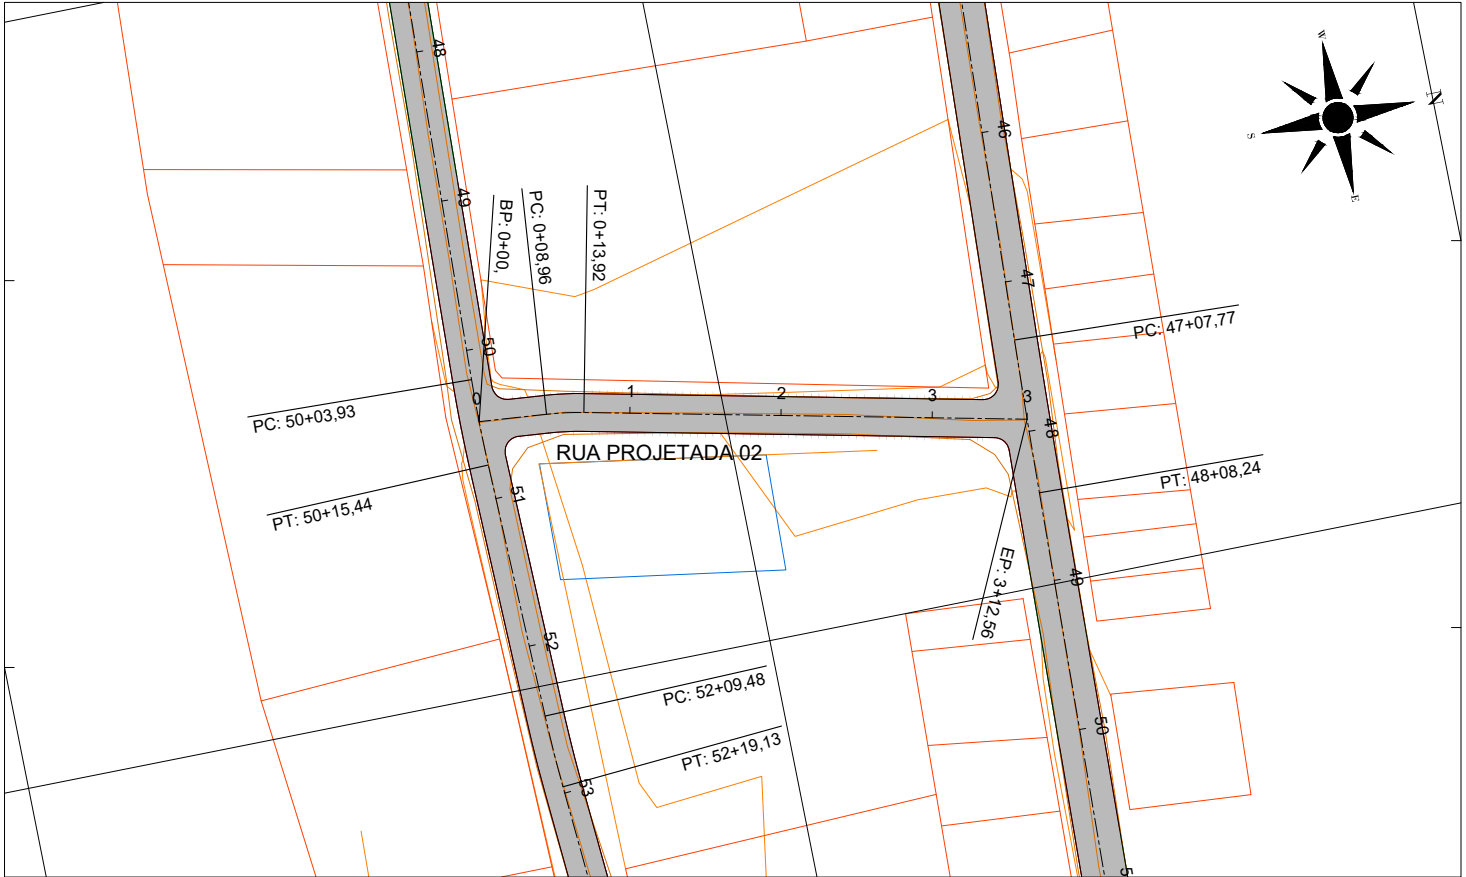 48
46
W
N
S
E
49
BP: 0+00,
PC: 0+08,96
PT: 0+13,92
47
PC: 47+07,77
50
0
1
2
3
3
PC: 50+03,93
48
RUA PROJETADA 02
PT: 48+08,24
PT: 50+15,44
51
EP: 3+12,56
49
52
PC: 52+09,48
PT: 52+19,13
50
53
5